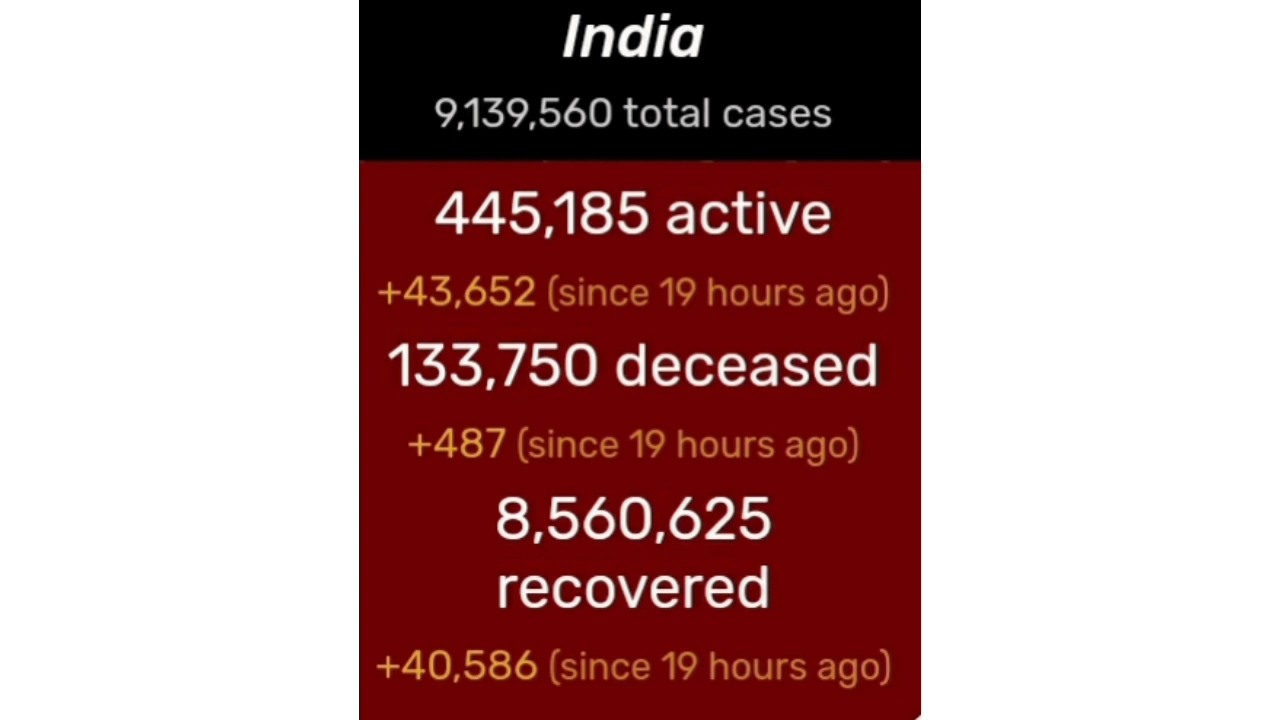 India
9,139,560 total cases
445,185 active
+43,652 (since 19 hours ago)
133,750 deceased
+487 (since 19 hours ago)
8,560,625
recovered
+40,586 (since 19 hours ago)